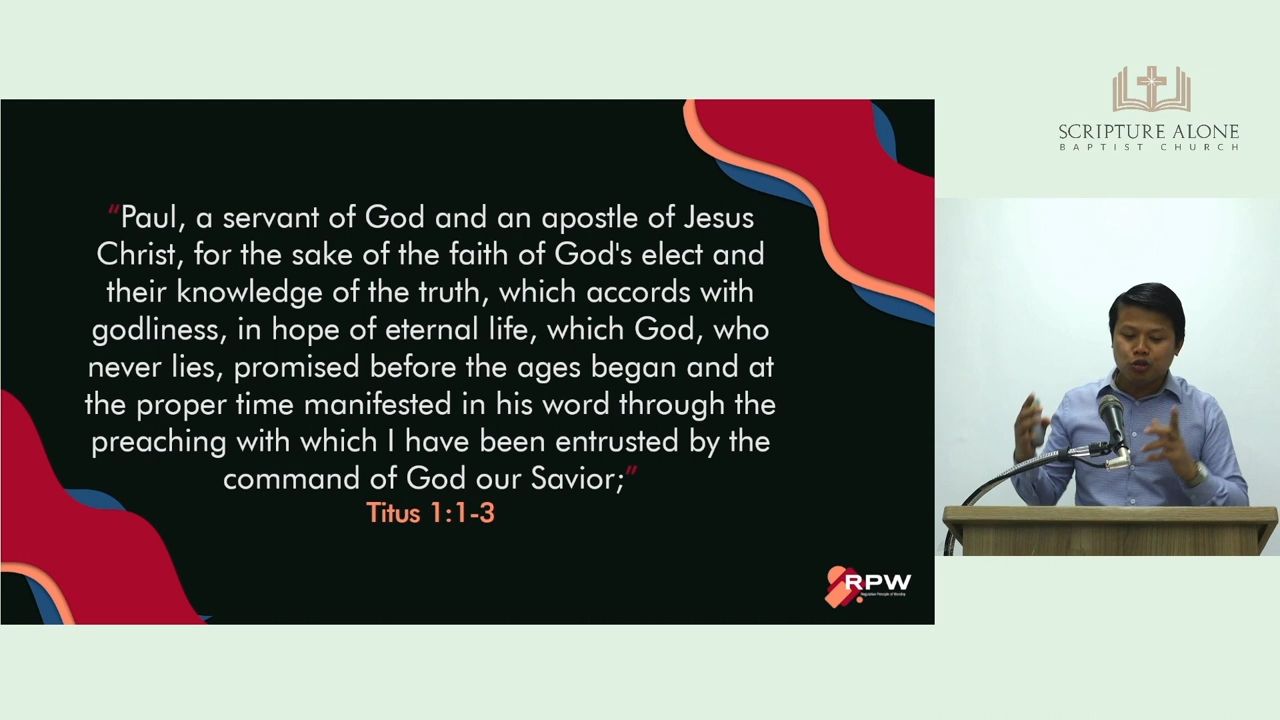 “Paul, a servant of God and an apostle of Jesus
Christ, for the sake of the faith of God's elect and
their knowledge of the truth, which accords with
godliness, in hope of eternal life, which God, who
never lies, promised before the ages began and at
the proper time manifested in his word through the
preaching with which I have been entrusted by the
command of God our Savior;”
Titus 1:1-3
RPW
Regulative Principle of Worship
SCRIPTURE ALONE
BAPTIST CHURCH